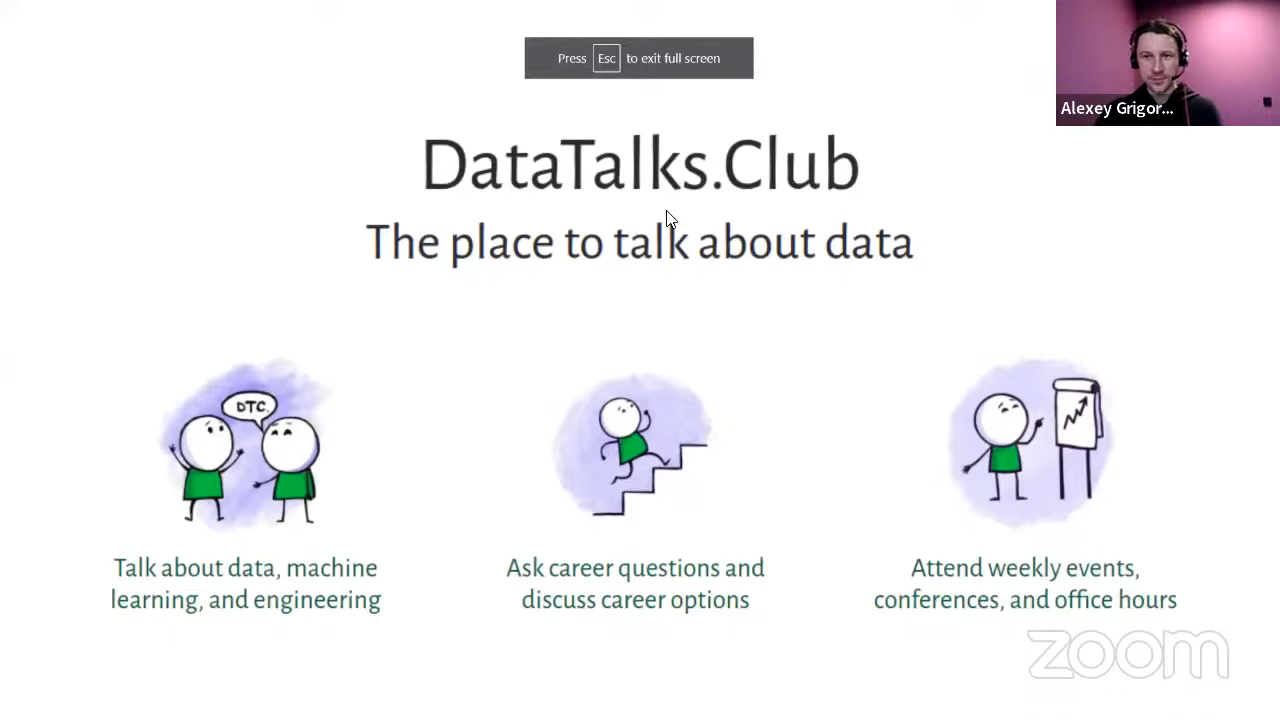 Press Esc to exit full screen
Alexey Grigor...
DataTalks.Club
The place to talk about data
DTC.
Talk about data, machine
learning, and engineering
Ask career questions and
discuss career options
Attend weekly events,
conferences, and office hours
zoom